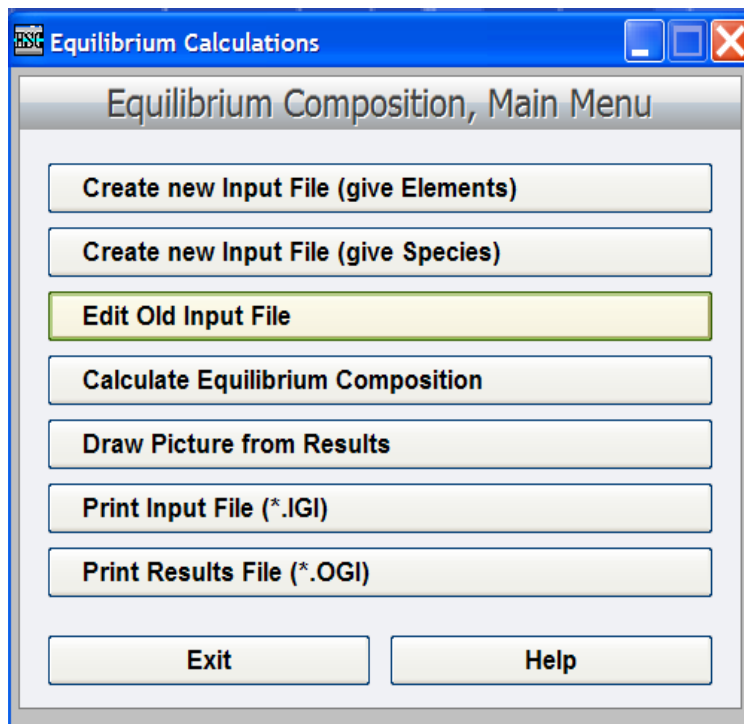 HSC Equilibrium Calculations
Equilibrium Composition, Main Menu
Create new Input File (give Elements)
Create new Input File (give Species)
Edit Old Input File
Calculate Equilibrium Composition
Draw Picture from Results
Print Input File (*.IGI)
Print Results File (*.OGI)
Exit Help